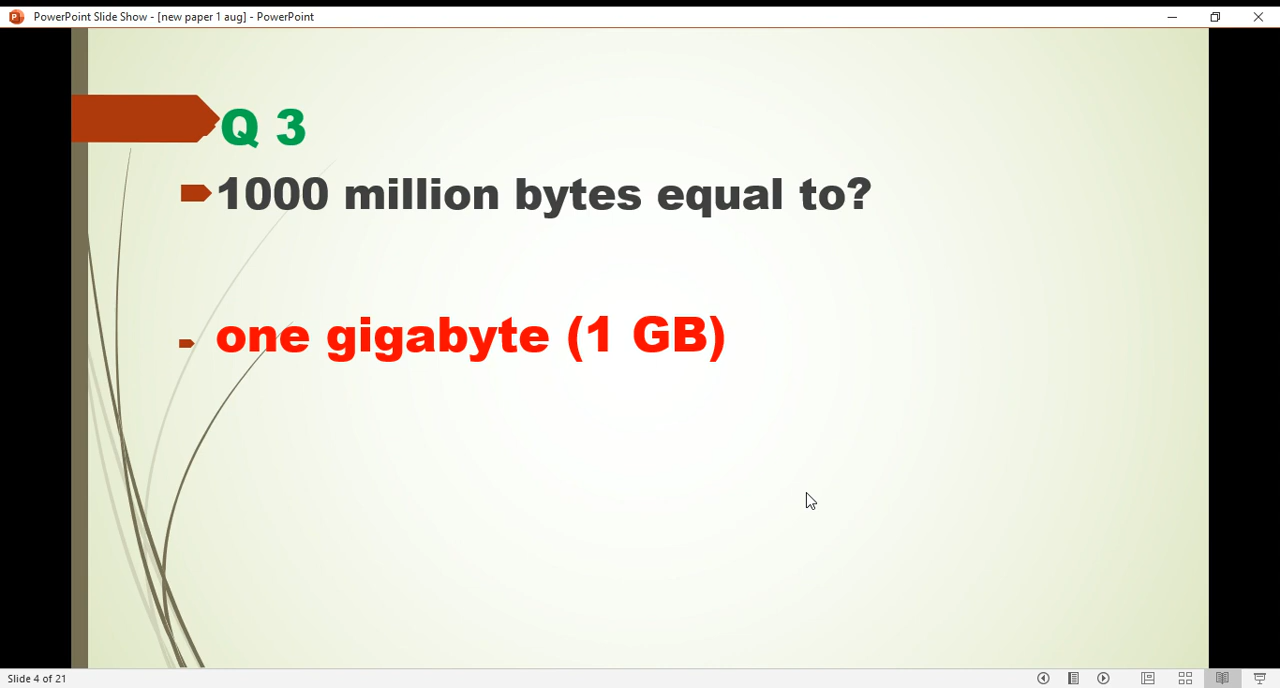 PowerPoint Slide Show - [new paper 1 aug] - PowerPoint
Q 3
1000 million bytes equal to?
one gigabyte (1 GB)
Slide 4 of 21